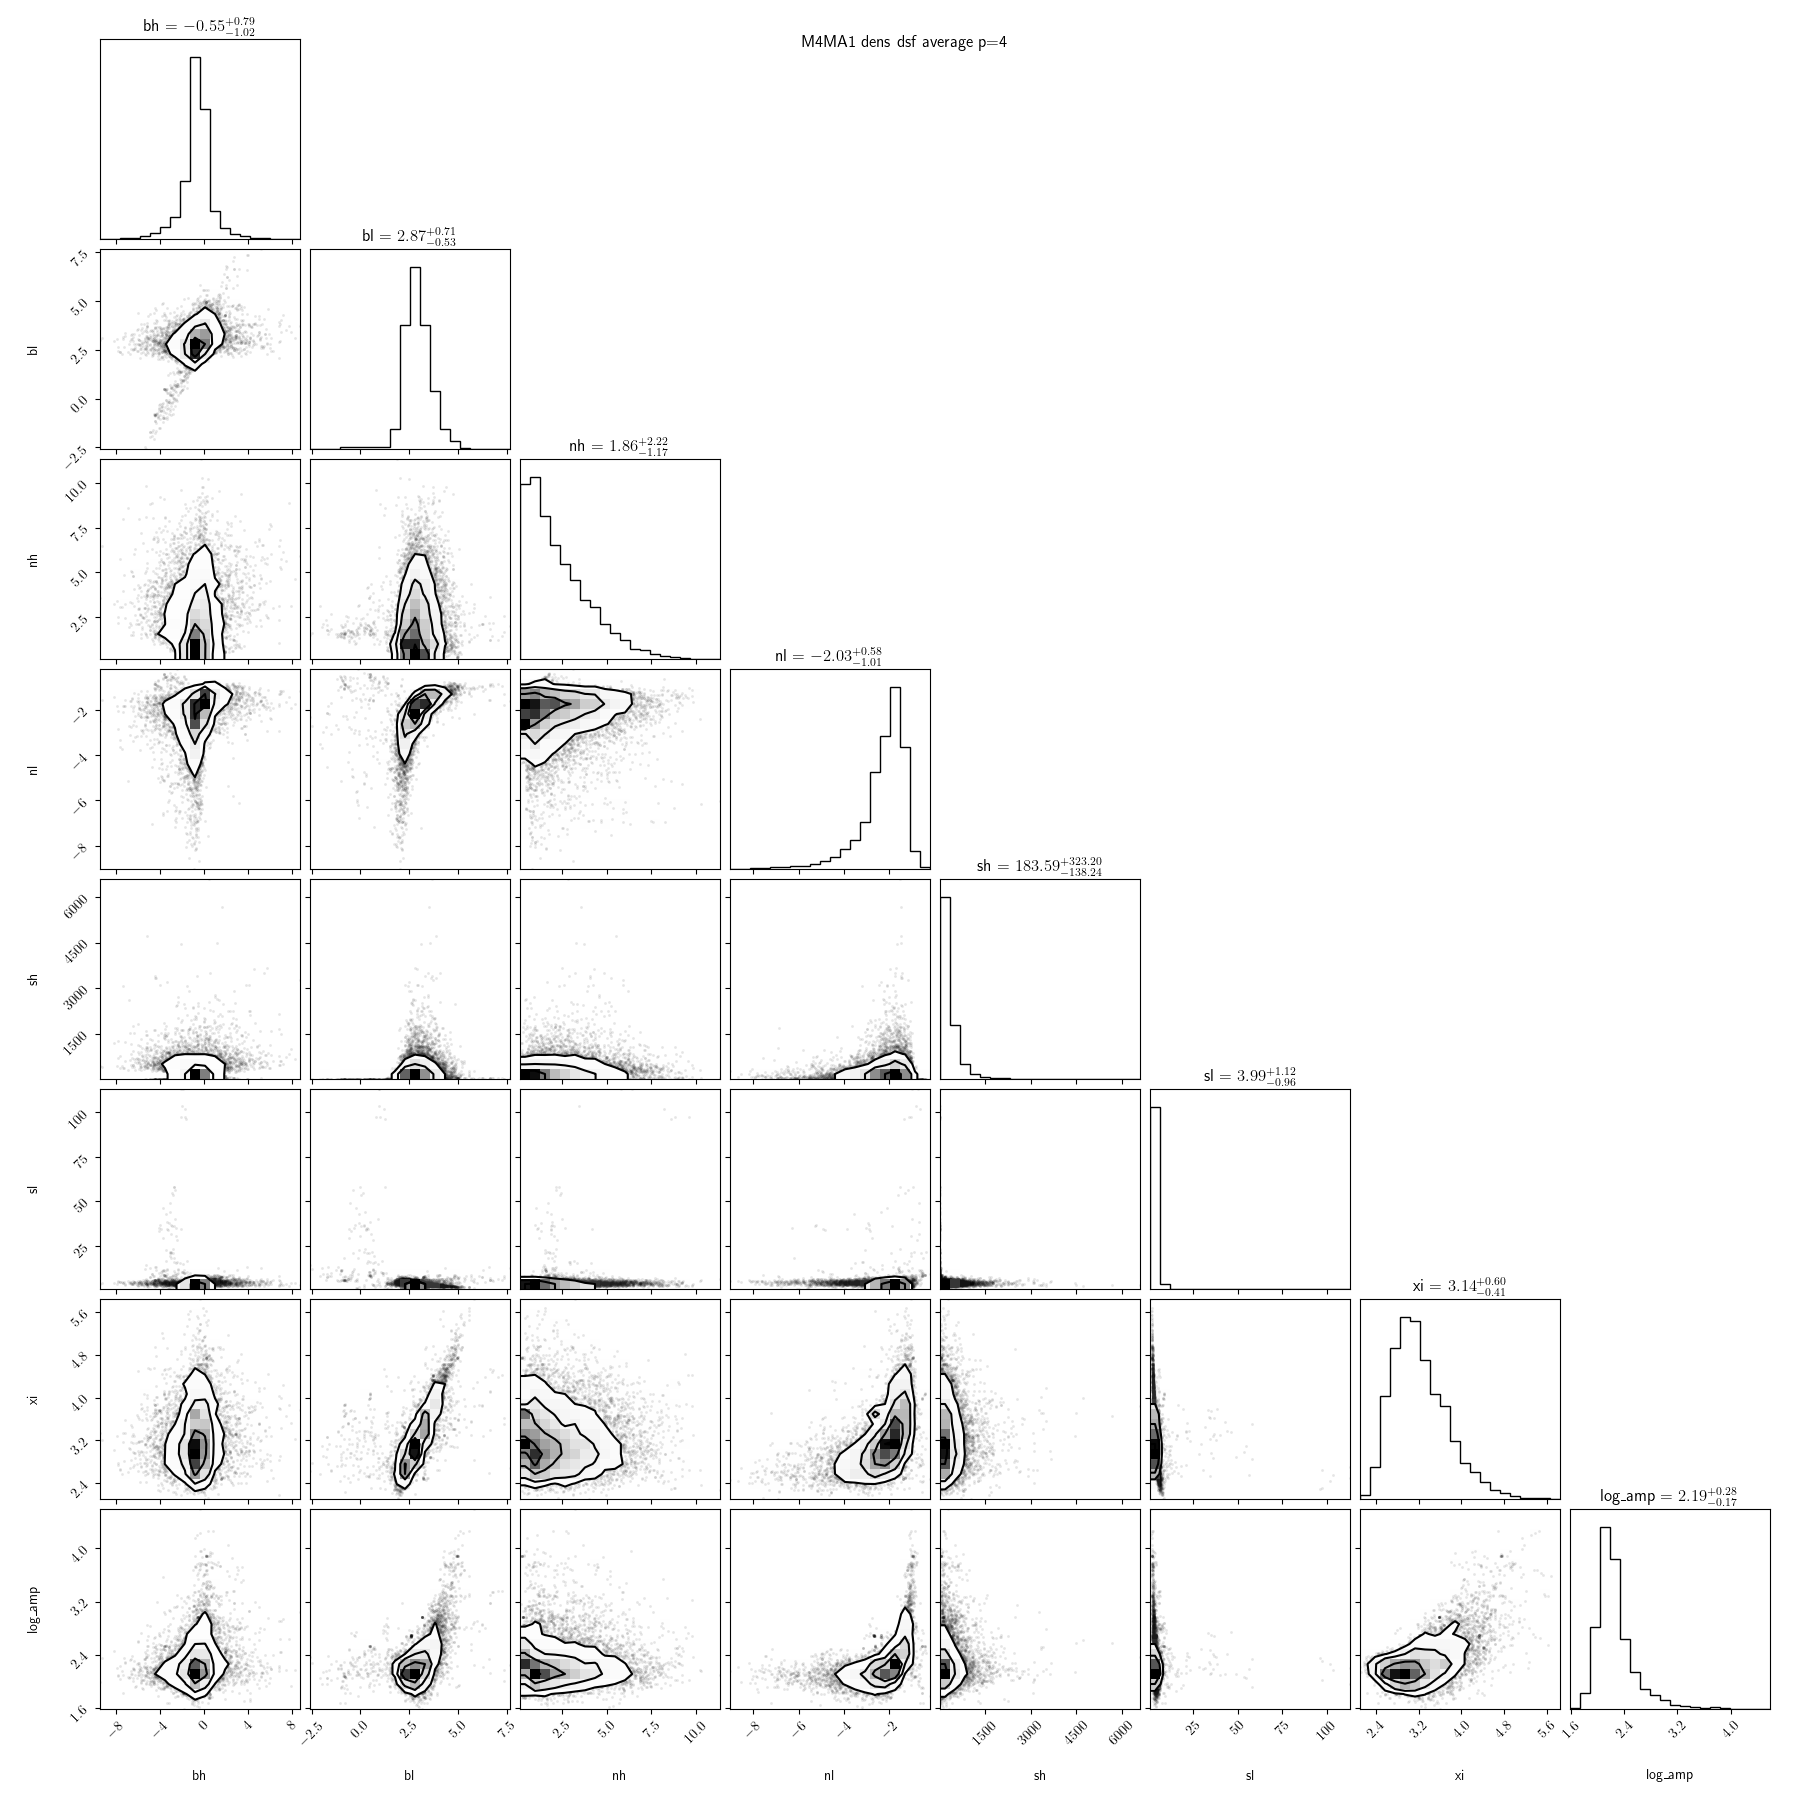 bh = −0.55 +0.79 −1.02
M4MA1 dens dsf average p=4
bl = 2.87 +0.71 −0.53
7.5
5.0
2.5
0.0
−2.5
bl
nh = 1.86 +2.22 −1.17
10.0
7.5
5.0
2.5
nh
nl = −2.03 +0.58 −1.01
−2
−4
−6
−8
nl
sh = 183.59 +323.20 −138.24
6000
4500
3000
1500
sh
sl = 3.99 +1.12 −0.96
100
75
50
25
sl
xi = 3.14 +0.60 −0.41
5.6
4.8
4.0
3.2
2.4
xi
log_amp = 2.19 +0.28 −0.17
4.0
3.2
2.4
1.6
log_amp
−8 −4 0 4 8 −2.5 0.0 2.5 5.0 7.5 2.5 5.0 7.5 10.0 −8 −6 −4 −2 1500 3000 4500 6000 25 50 75 100 2.4 3.2 4.0 4.8 5.6 1.6 2.4 3.2 4.0
bh bl nh nl sh sl xi log_amp